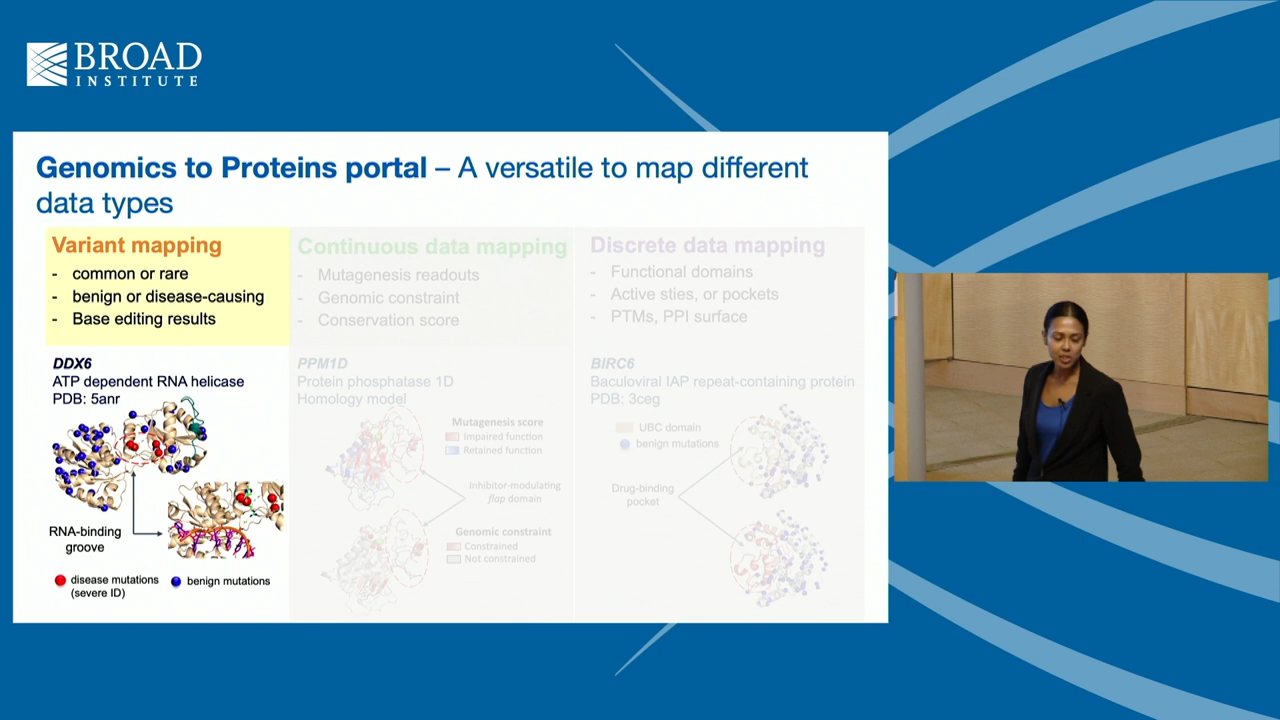 BROAD
INSTITUTE
Genomics to Proteins portal – A versatile to map different
data types
Variant mapping
- common or rare
- benign or disease-causing
- Base editing results
DDX6
ATP dependent RNA helicase
PDB: 5anr
RNA-binding
groove
disease mutations
(severe ID)
benign mutations
Continuous data mapping
- Mutagenesis readouts
- Genomic constraint
- Conservation score
PPM1D
Protein phosphatase 1D
Homology model
Mutagenesis score
Impaired function
Retained function
Inhibitor-modulating
flap domain
Genomic constraint
Constrained
Not constrained
Discrete data mapping
- Functional domains
- Active sties, or pockets
- PTMs, PPI surface
BIRC6
Baculoviral IAP repeat-containing protein
PDB: 3ceg
UBC domain
benign mutations
Drug-binding
pocket